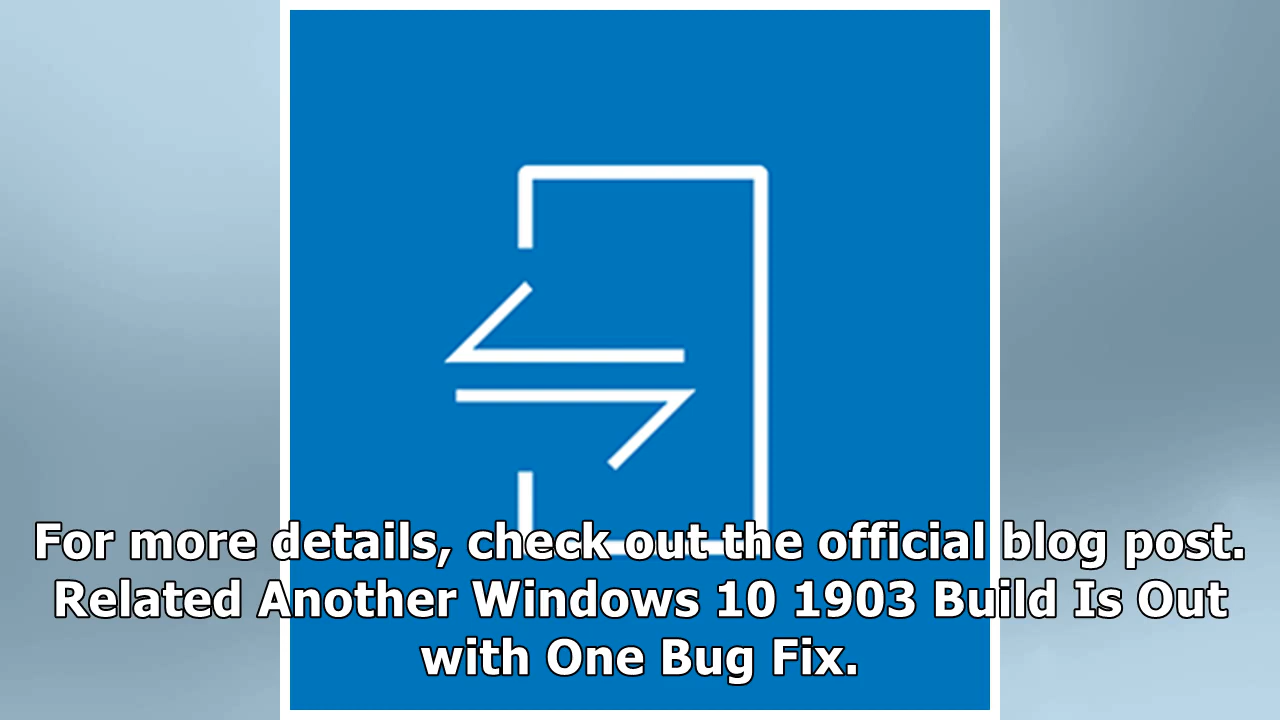 For more details, check out the official blog post.
Related Another Windows 10 1903 Build Is Out
with One Bug Fix.